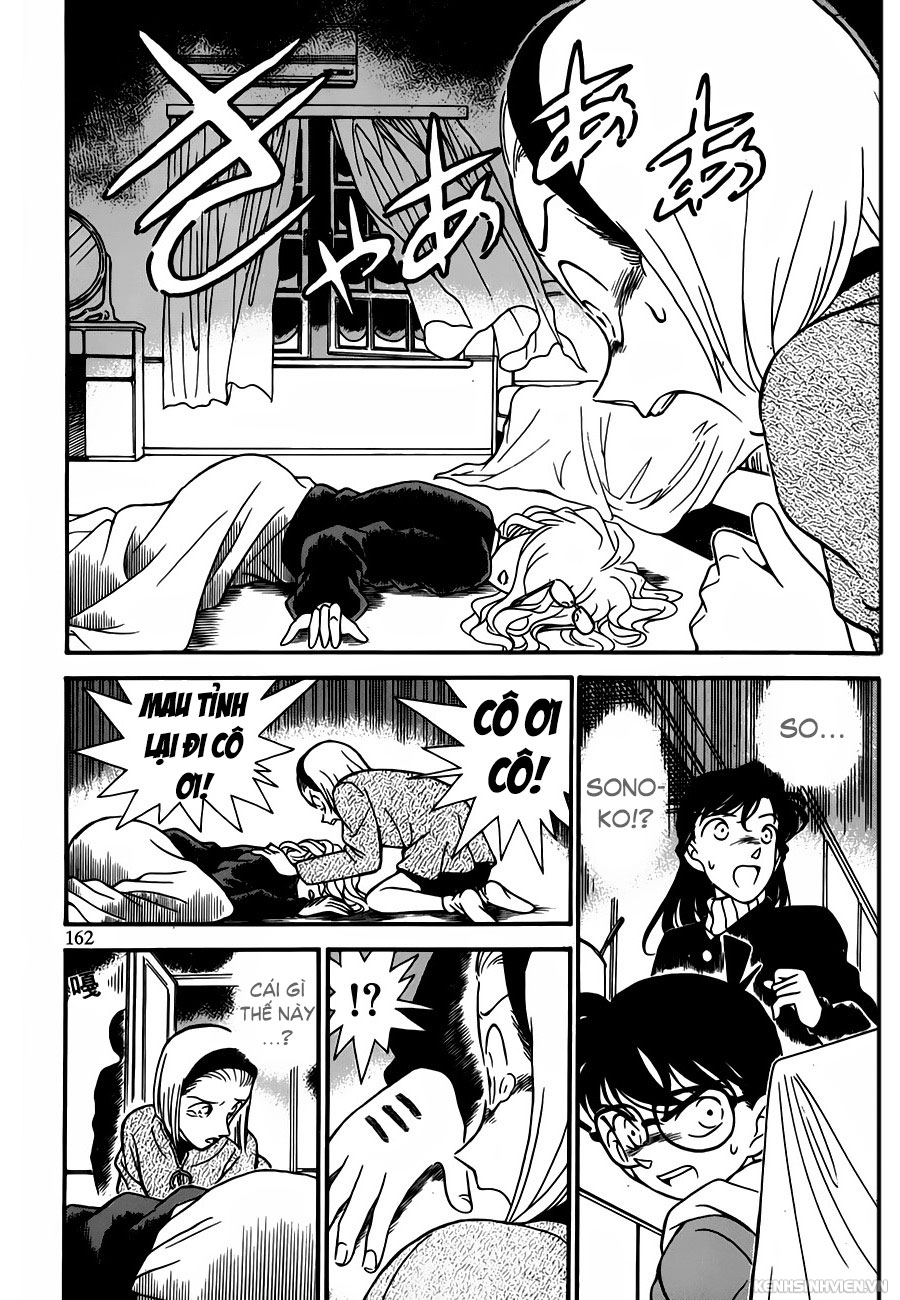 きゃあああ
SO...
SONO-
KO!?
CÔ ƠI
CÔ!
MAU TỈNH
LẠI ĐI CÔ
ƠI!
162
!?
CÁI GÌ
THẾ NÀY
...?
嘎
KENHSINHVIEN.VN